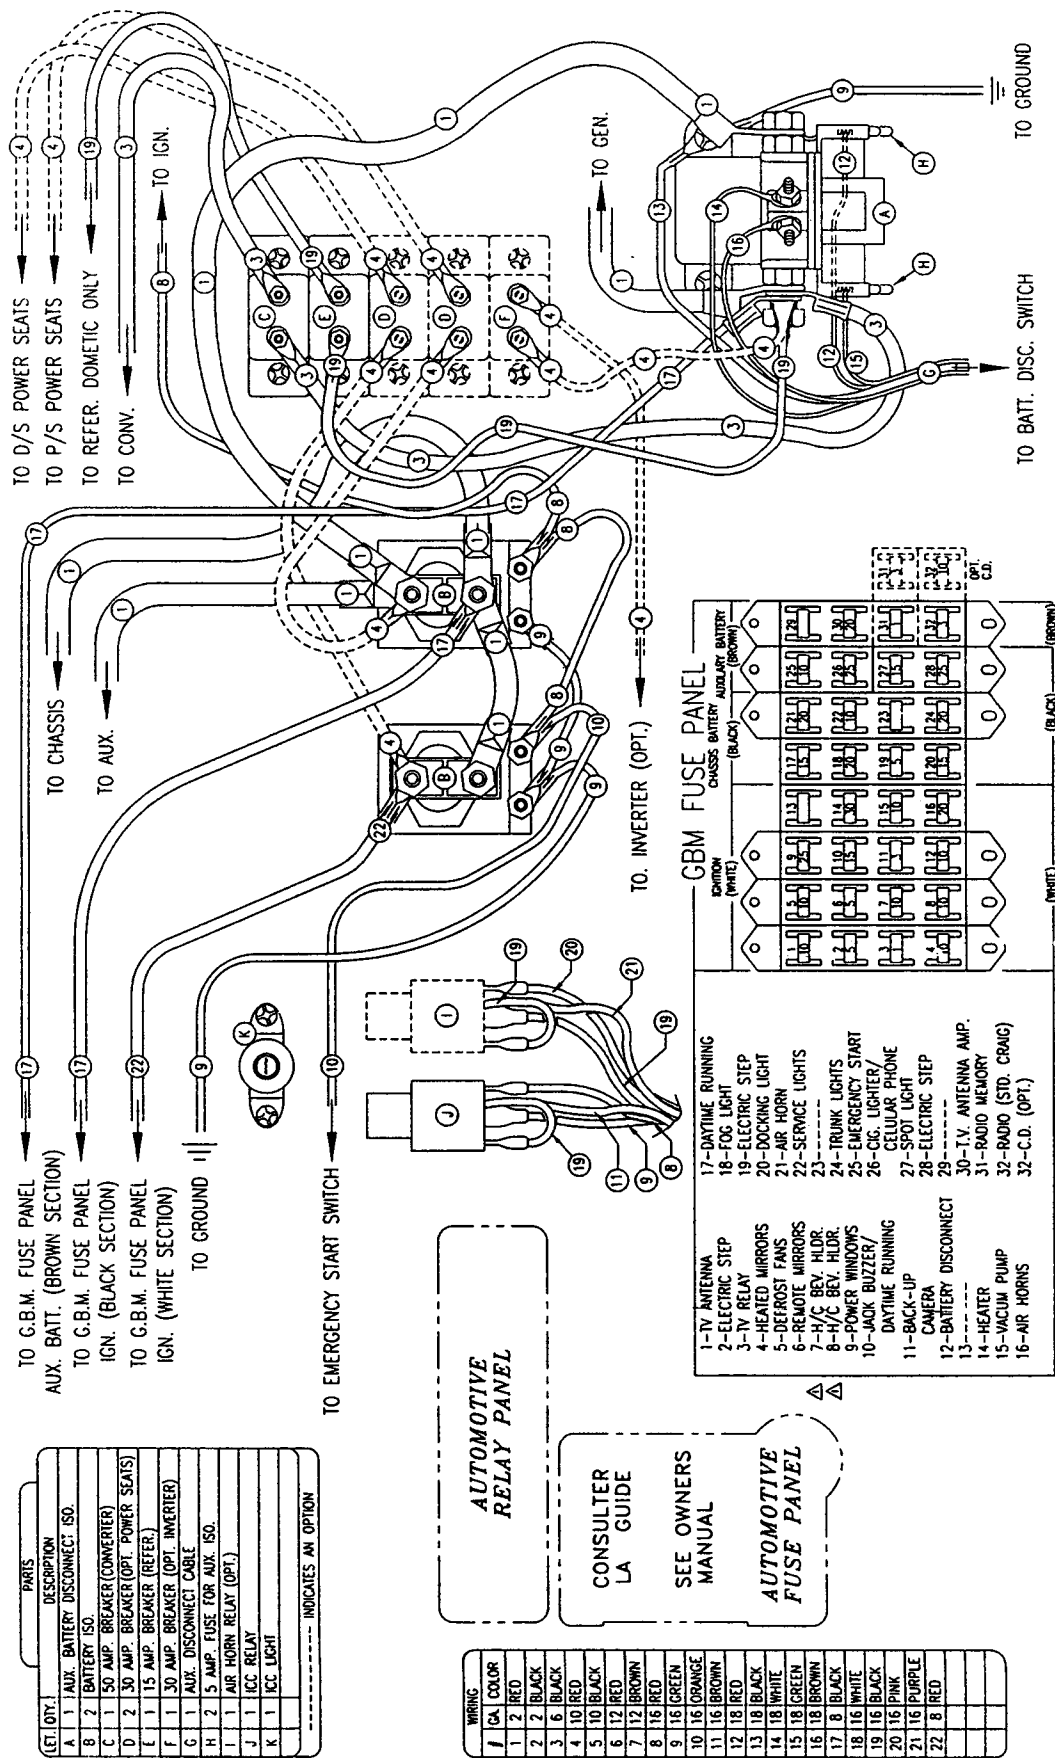 PARTS
LET. QTY. DESCRIPTION
A 1 AUX. BATTERY DISCONNECT ISO.
B 2 BATTERY ISO.
C 1 50 AMP. BREAKER(CONVERTER)
D 2 30 AMP. BREAKER(OPT. POWER SEATS)
E 1 15 AMP. BREAKER (REFER.)
F 1 30 AMP. BREAKER (OPT. INVERTER)
G 1 AUX. DISCONNECT CABLE
H 2 5 AMP. FUSE FOR AUX. ISO.
I 1 AIR HORN RELAY (OPT.)
J 1 ICC RELAY
K 1 ICC LIGHT
-------- INDICATES AN OPTION
WIRING
# GA. COLOR
1 2 RED
2 2 BLACK
3 6 BLACK
4 10 RED
5 10 BLACK
6 12 RED
7 12 BROWN
8 16 RED
9 16 GREEN
10 16 ORANGE
11 16 BROWN
12 18 RED
13 18 BLACK
14 18 WHITE
15 18 GREEN
16 18 BROWN
17 8 BLACK
18 16 WHITE
19 16 BLACK
20 16 PINK
21 16 PURPLE
22 8 RED
AUTOMOTIVE
RELAY PANEL
CONSULTER
LA GUIDE
SEE OWNERS
MANUAL
AUTOMOTIVE
FUSE PANEL
TO G.B.M. FUSE PANEL
AUX. BATT. (BROWN SECTION)
TO G.B.M. FUSE PANEL
IGN. (BLACK SECTION)
TO G.B.M. FUSE PANEL
IGN. (WHITE SECTION)
TO GROUND
TO EMERGENCY START SWITCH
TO CHASSIS
TO AUX.
TO D/S POWER SEATS
TO P/S POWER SEATS
TO REFER. DOMETIC ONLY
TO CONV.
TO IGN.
TO GEN.
TO. INVERTER (OPT.)
TO BATT. DISC. SWITCH
TO GROUND
1-TV ANTENNA
2-ELECTRIC STEP
3-TV RELAY
4-HEATED MIRRORS
5-DEFROST FANS
6-REMOTE MIRRORS
7-H/C BEV. HLDR.
8-H/C BEV. HLDR.
9-POWER WINDOWS
10-JACK BUZZER/
DAYTIME RUNNING
11-BACK-UP
CAMERA
12-BATTERY DISCONNECT
13------
14-HEATER
15-VACUM PUMP
16-AIR HORNS
17-DAYTIME RUNNING
18-FOG LIGHT
19-ELECTRIC STEP
20-DOCKING LIGHT
21-AIR HORN
22-SERVICE LIGHTS
23------
24-TRUNK LIGHTS
25-EMERGENCY START
26-CIG. LIGHTER/
CELLULAR PHONE
27-SPOT LIGHT
28-ELECTRIC STEP
29------
30-T.V. ANTENNA AMP.
31-RADIO MEMORY
32-RADIO (STD. CRAIG)
32-C.D. (OPT.)
GBM FUSE PANEL
IGNITION
(WHITE)
CHASSIS BATTERY
(BLACK)
AUXILARY BATTERY
(BROWN)
OPT.
C.D.
(WHITE)
(BLACK)
(BROWN)